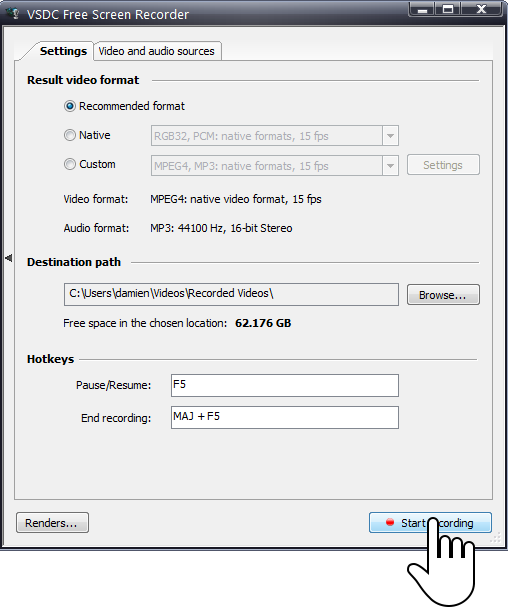 VSDC Free Screen Recorder
Settings Video and audio sources
Result video format
Recommended format
Native RGB32, PCM: native formats, 15 fps
Custom MPEG4, MP3: native formats, 15 fps Settings
Video format: MPEG4: native video format, 15 fps
Audio format: MP3: 44100 Hz, 16-bit Stereo
Destination path
C:\Users\damien\Videos\Recorded Videos\ Browse...
Free space in the chosen location: 62.176 GB
Hotkeys
Pause/Resume: F5
End recording: MAJ + F5
Renders... Start recording